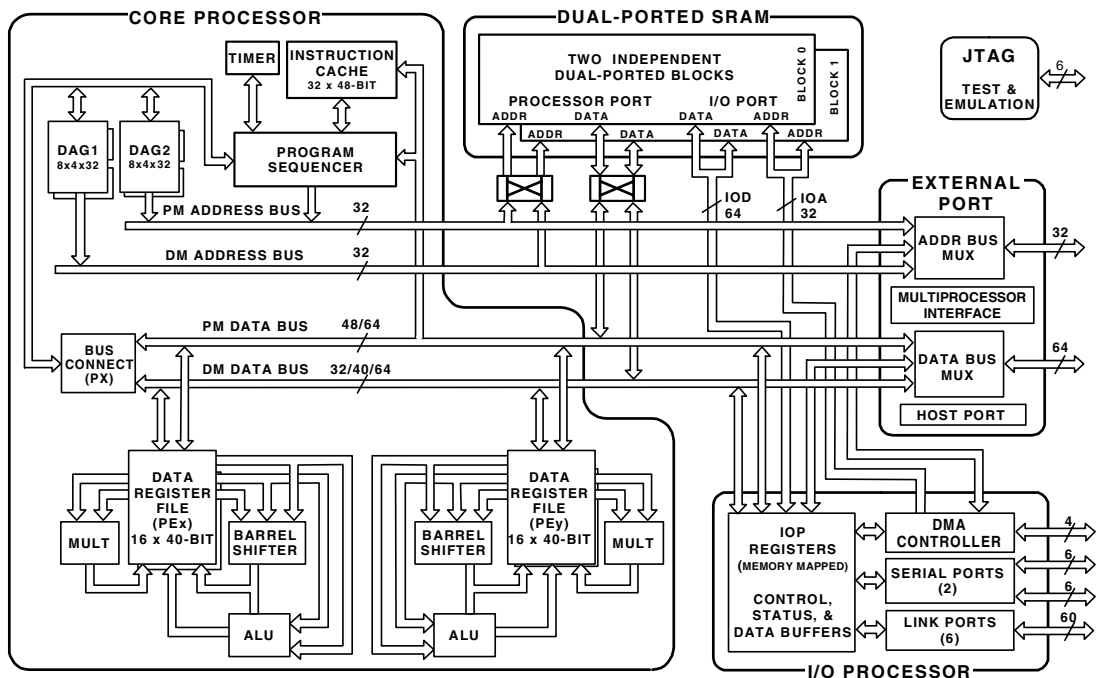 CORE PROCESSOR
TIMER
INSTRUCTION
CACHE
32 x 48-BIT
DAG1
8x4x32
DAG2
8x4x32
PROGRAM
SEQUENCER
PM ADDRESS BUS
32
DM ADDRESS BUS
32
PM DATA BUS
48/64
DM DATA BUS
32/40/64
BUS
CONNECT
(PX)
DATA
REGISTER
FILE
(PEx)
16 x 40-BIT
MULT
BARREL
SHIFTER
ALU
DATA
REGISTER
FILE
(PEy)
16 x 40-BIT
BARREL
SHIFTER
MULT
ALU
DUAL-PORTED SRAM
TWO INDEPENDENT
DUAL-PORTED BLOCKS
PROCESSOR PORT
I/O PORT
ADDR
DATA
DATA
ADDR
ADDR
DATA
DATA
ADDR
BLOCK 0
BLOCK 1
IOD
64
IOA
32
JTAG
TEST &
EMULATION
6
EXTERNAL
PORT
ADDR BUS
MUX
32
MULTIPROCESSOR
INTERFACE
DATA BUS
MUX
64
HOST PORT
IOP
REGISTERS
(MEMORY MAPPED)
CONTROL,
STATUS, &
DATA BUFFERS
DMA
CONTROLLER
4
SERIAL PORTS
(2)
6
6
LINK PORTS
(6)
60
I/O PROCESSOR